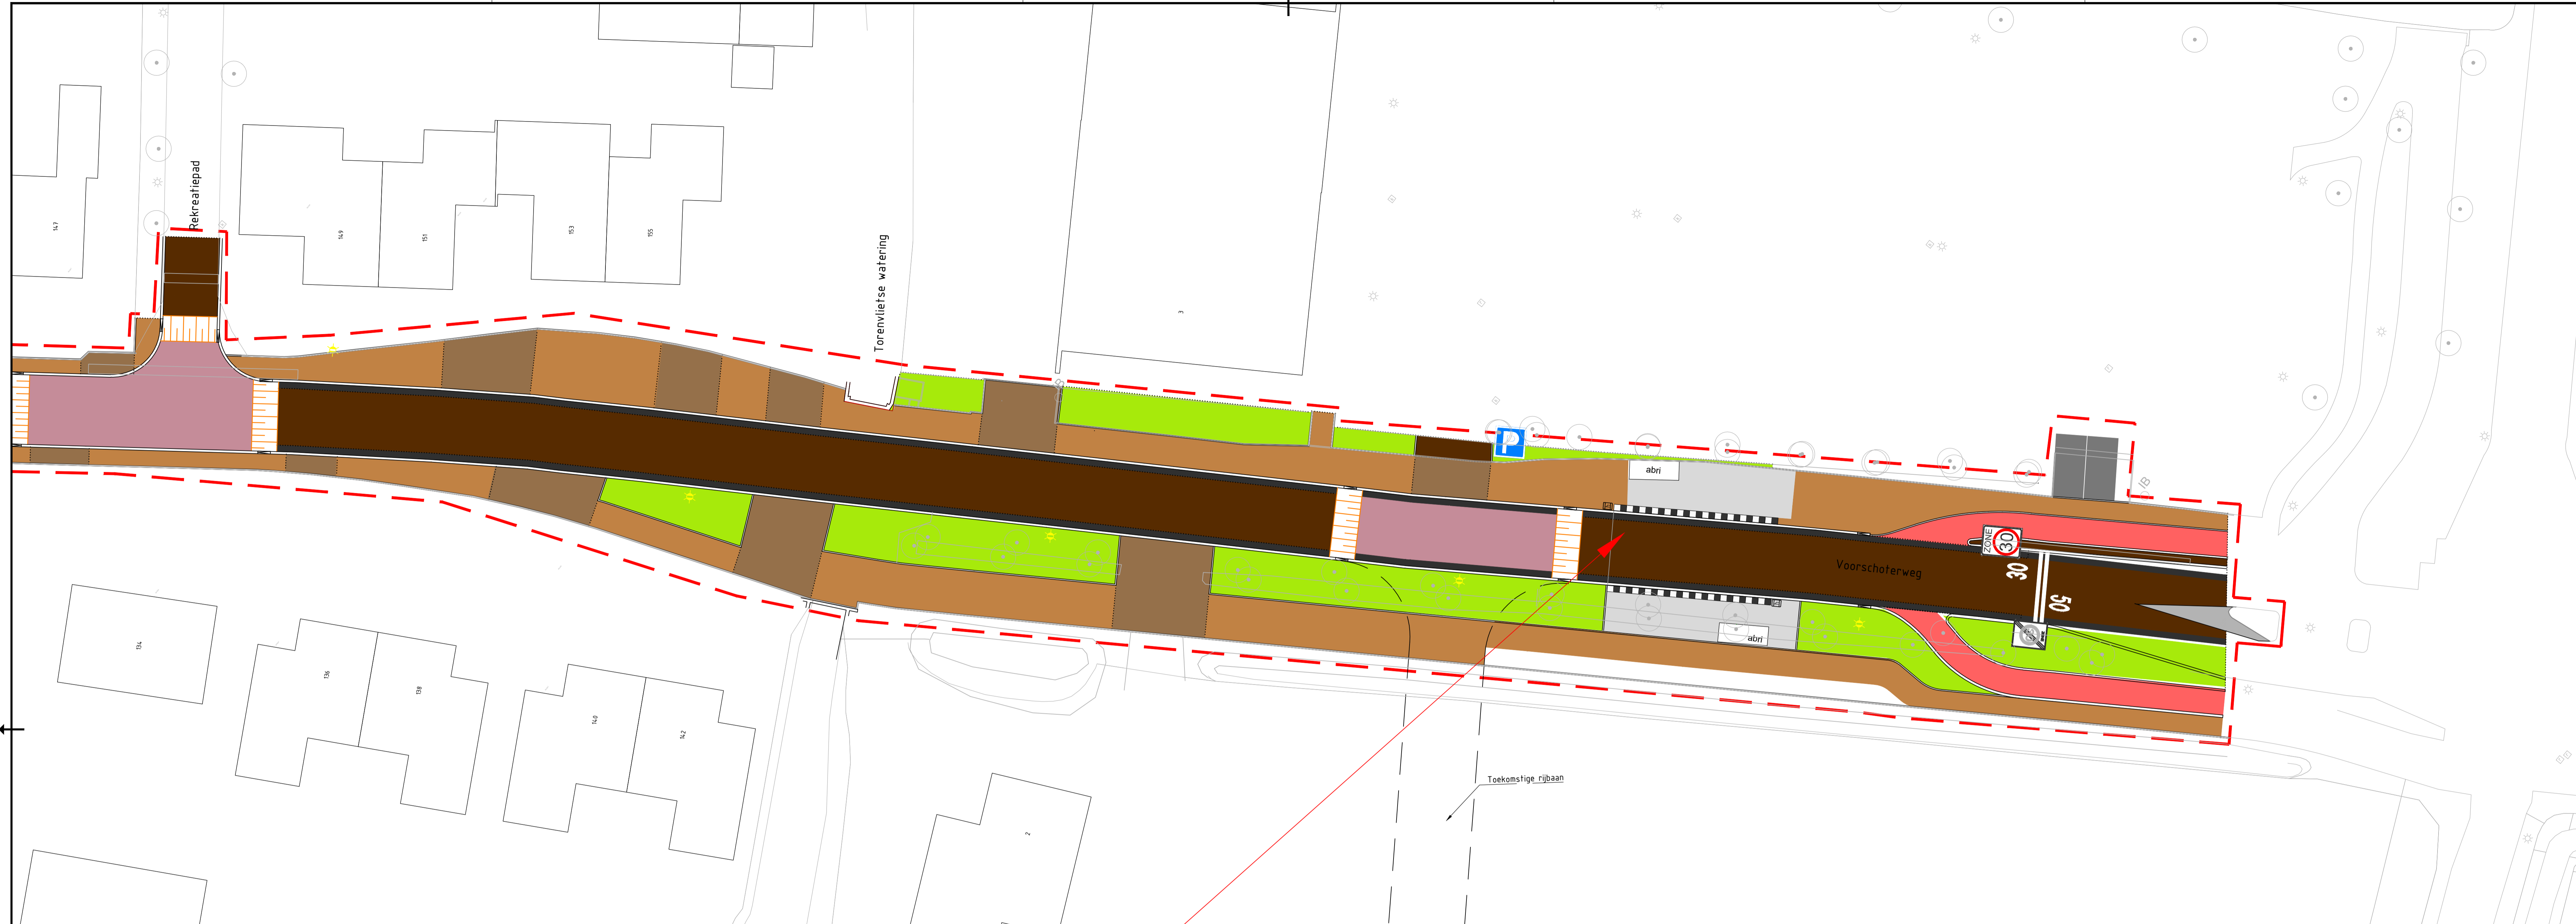 Rekreatiepad
147
149
151
153
155
Torenvlietse watering
3
P
abri
IB
ZONE
30
Voorschoterweg
30
50
abri
134
136
138
140
142
2
Toekomstige rijbaan